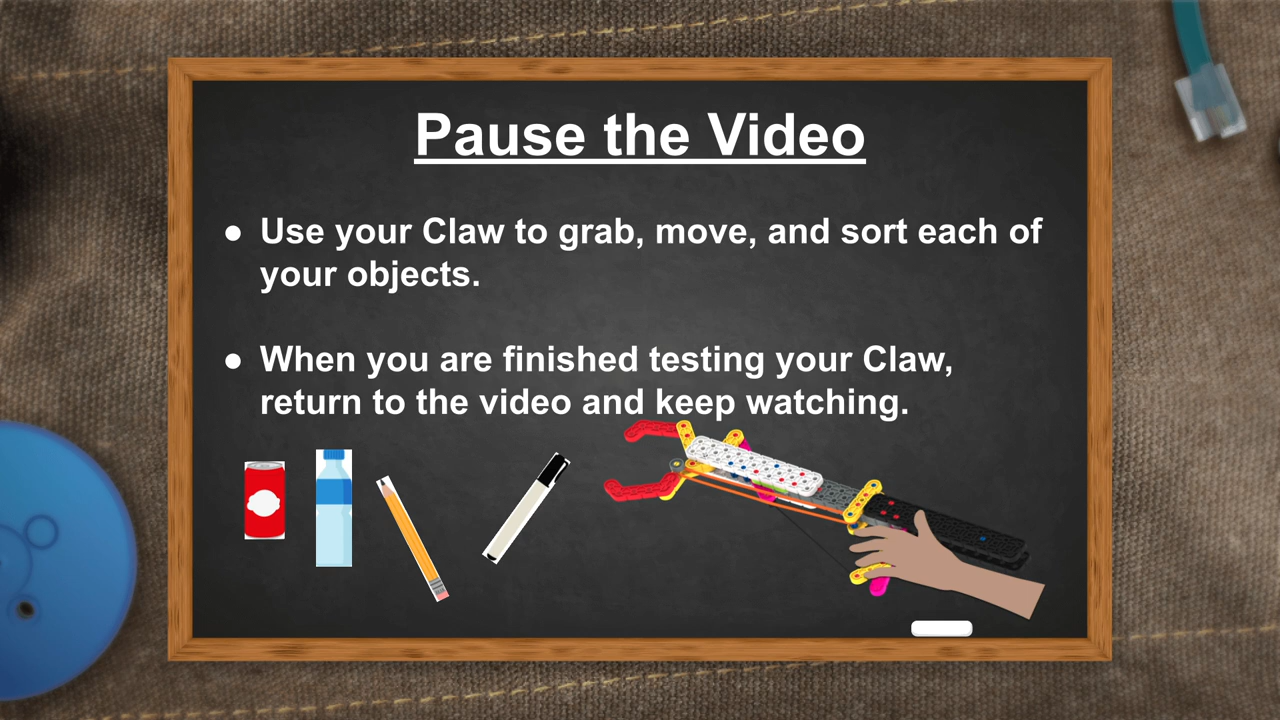 Pause the Video
● Use your Claw to grab, move, and sort each of
your objects.
● When you are finished testing your Claw,
return to the video and keep watching.